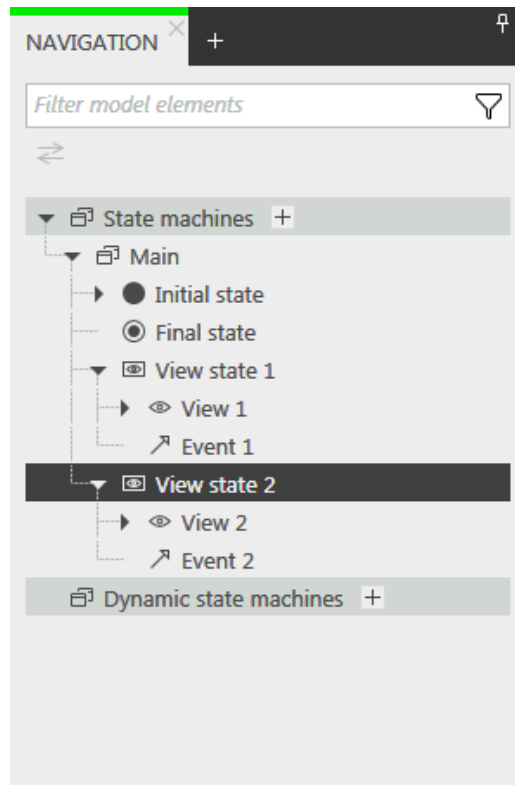 NAVIGATION
Filter model elements
State machines
Main
Initial state
Final state
View state 1
View 1
Event 1
View state 2
View 2
Event 2
Dynamic state machines